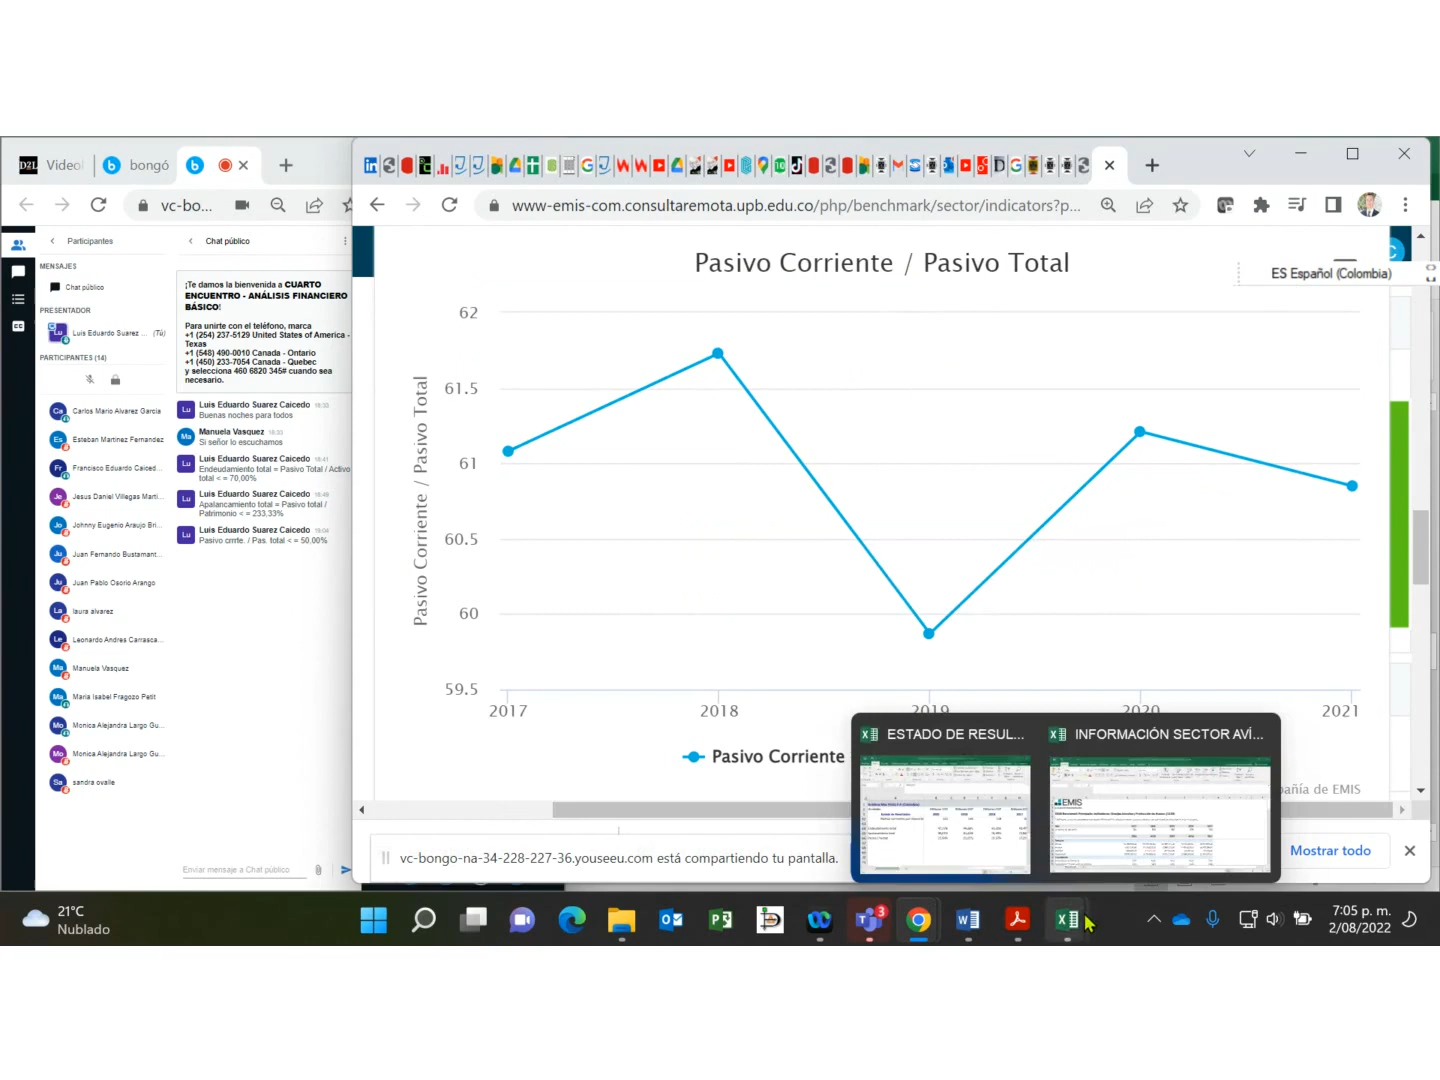 Video
bongó
vc-bo...
www-emis-com.consultaremota.upb.edu.co/php/benchmark/sector/indicators?p...
Participantes
MENSAJES
Chat público
PRESENTADOR
Luis Eduardo Suarez ... (Tú)
PARTICIPANTES (14)
Carlos Mario Alvarez Garcia
Esteban Martinez Fernandez
Francisco Eduardo Caiced...
Jesus Daniel Villegas Marti...
Johnny Eugenio Araujo Bri...
Juan Fernando Bustamant...
Juan Pablo Osorio Arango
laura alvarez
Leonardo Andres Carrasca...
Manuela Vasquez
Maria Isabel Fragozo Petit
Monica Alejandra Largo Gu...
Monica Alejandra Largo Gu...
sandra ovalle
Chat público
¡Te damos la bienvenida a CUARTO
ENCUENTRO - ANÁLISIS FINANCIERO
BÁSICO!
Para unirte con el teléfono, marca
+1 (254) 237-5129 United States of America -
Texas
+1 (548) 490-0010 Canada - Ontario
+1 (450) 233-7054 Canada - Quebec
y selecciona 460 6820 345# cuando sea
necesario.
Luis Eduardo Suarez Caicedo
Buenas noches para todos
Manuela Vasquez
Si señor lo escuchamos
Luis Eduardo Suarez Caicedo
Endeudamiento total = Pasivo Total / Activo
total < = 70,00%
Luis Eduardo Suarez Caicedo
Apalancamiento total = Pasivo total /
Patrimonio < = 233,33%
Luis Eduardo Suarez Caicedo
Pasivo crrte. / Pas. total < = 50,00%
Enviar mensaje a Chat público
Pasivo Corriente / Pasivo Total
ES Español (Colombia)
Pasivo Corriente / Pasivo Total
62
61.5
61
60.5
60
59.5
2017
2018
2019
2020
2021
Pasivo Corriente
pañía de EMIS
ESTADO DE RESUL...
INFORMACIÓN SECTOR AVÍ...
EMIS
vc-bongo-na-34-228-227-36.youseeu.com está compartiendo tu pantalla.
Mostrar todo
21°C
Nublado
3
7:05 p. m.
2/08/2022